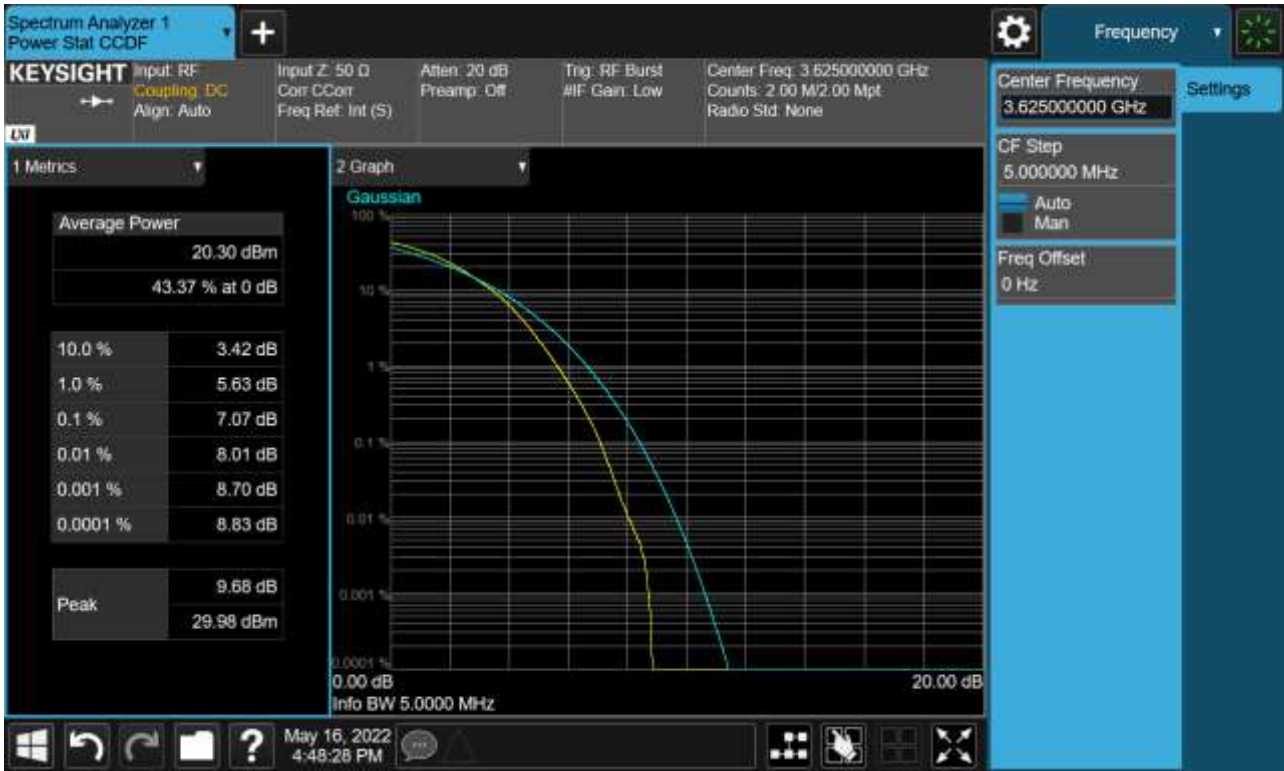 Spectrum Analyzer 1
Power Stat CCDF
Frequency
KEYSIGHT
Input: RF
Coupling: DC
Align: Auto
Input Z: 50 Ω
Corr CCorr
Freq Ref: Int (S)
Atten: 20 dB
Preamp: Off
Trig: RF Burst
#IF Gain: Low
Center Freq: 3.625000000 GHz
Counts: 2.00 M/2.00 Mpt
Radio Std: None
LXI
Center Frequency
3.625000000 GHz
Settings
CF Step
5.000000 MHz
Auto
Man
Freq Offset
0 Hz
1 Metrics
Average Power
20.30 dBm
43.37 % at 0 dB
10.0 % 3.42 dB
1.0 % 5.63 dB
0.1 % 7.07 dB
0.01 % 8.01 dB
0.001 % 8.70 dB
0.0001 % 8.83 dB
Peak
9.68 dB
29.98 dBm
2 Graph
Gaussian
100 %
10 %
1 %
0.1 %
0.01 %
0.001 %
0.0001 %
0.00 dB 20.00 dB
Info BW 5.0000 MHz
?
May 16, 2022
4:48:28 PM